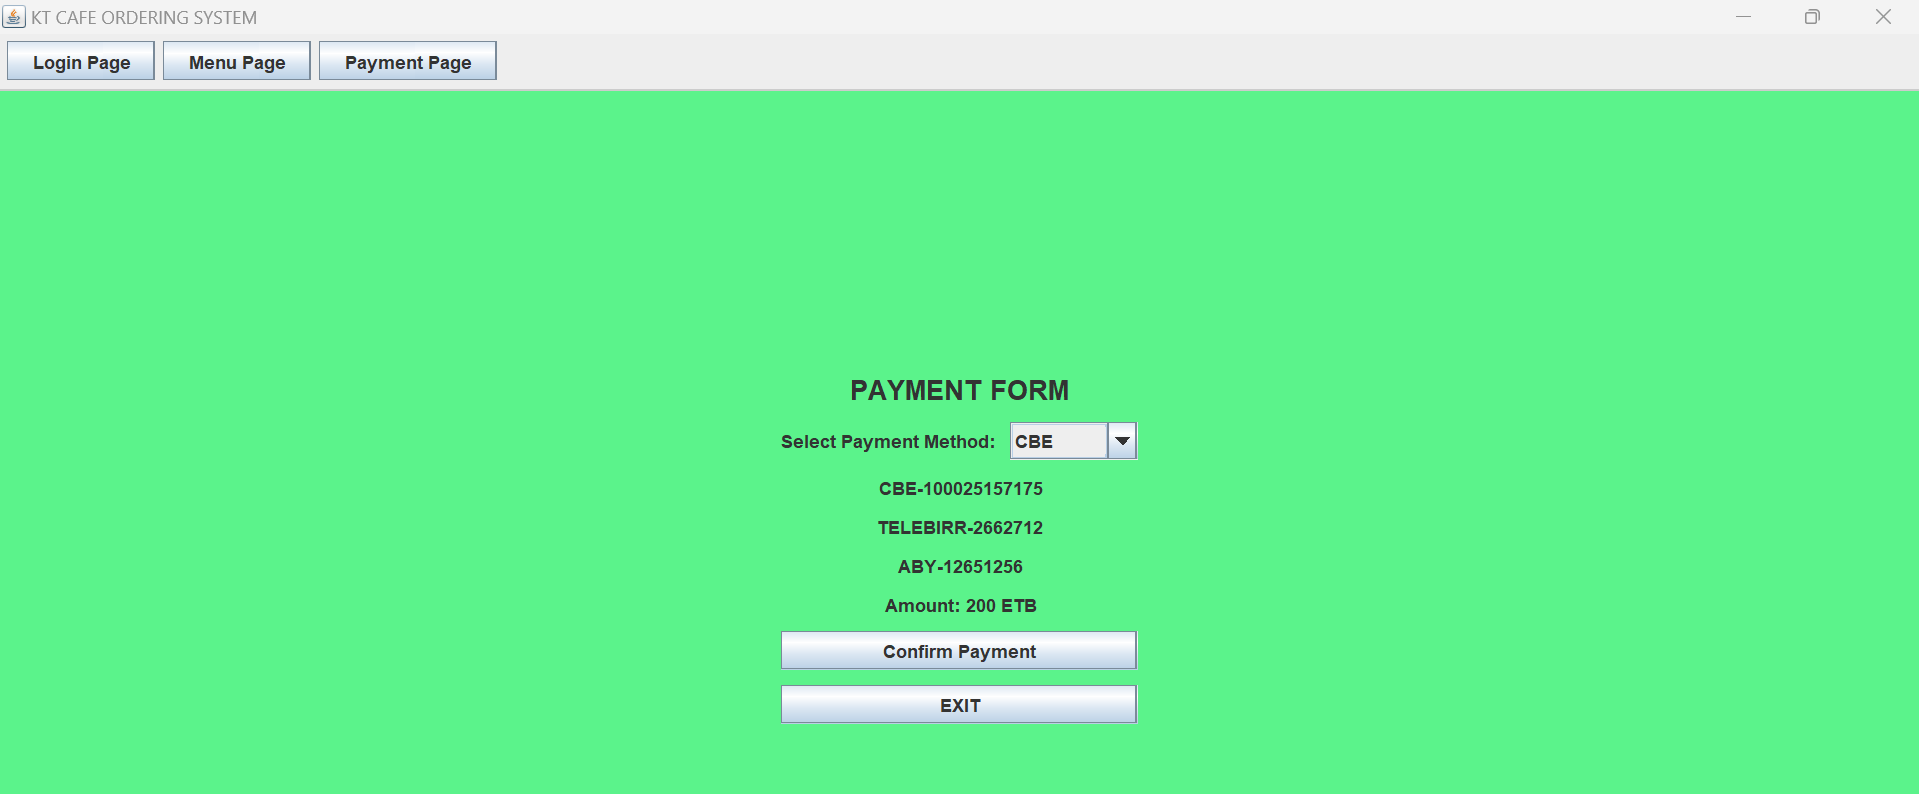 KT CAFE ORDERING SYSTEM
Login Page Menu Page Payment Page
PAYMENT FORM
Select Payment Method: CBE
CBE-100025157175
TELEBIRR-2662712
ABY-12651256
Amount: 200 ETB
Confirm Payment
EXIT